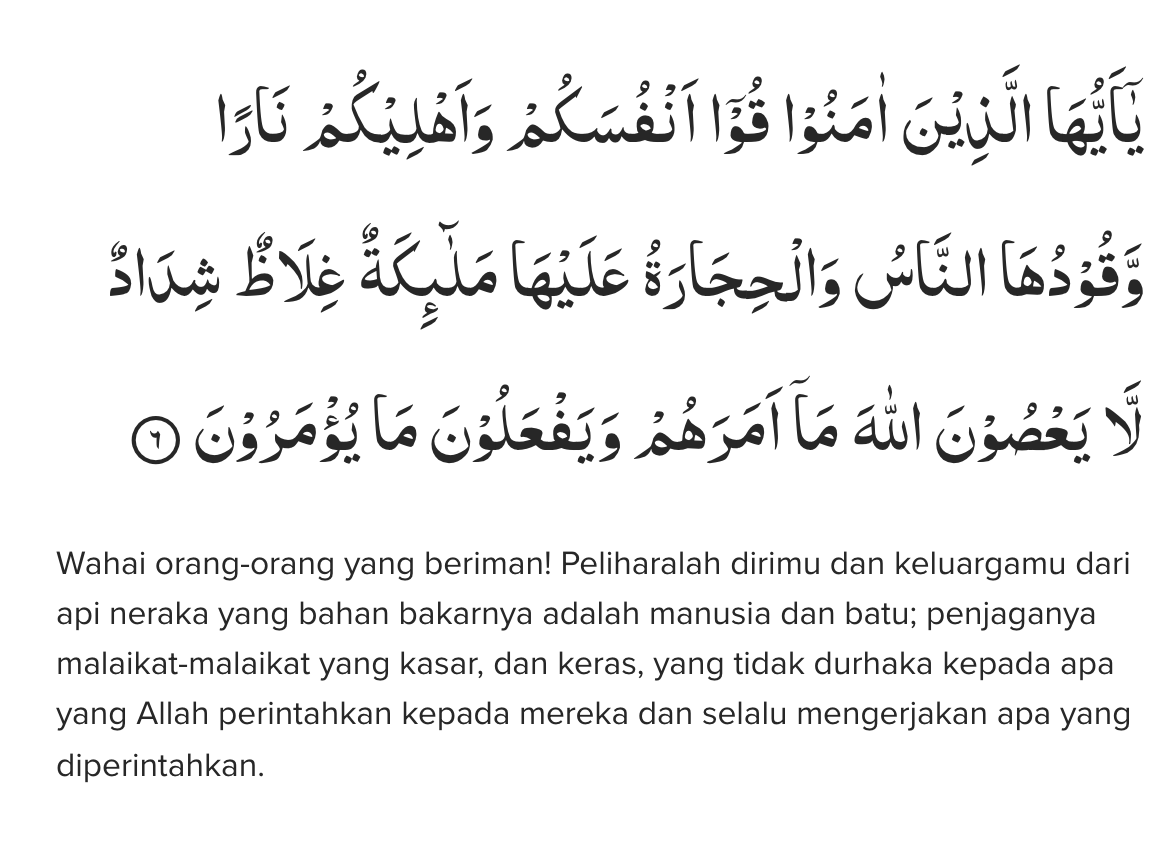 يٰٓاَيُّهَا الَّذِيْنَ اٰمَنُوْا قُوْٓا اَنْفُسَكُمْ وَاَهْلِيْكُمْ نَارًا
وَّقُوْدُهَا النَّاسُ وَالْحِجَارَةُ عَلَيْهَا مَلٰۤىِٕكَةٌ غِلَاظٌ شِدَادٌ
لَّا يَعْصُوْنَ اللّٰهَ مَآ اَمَرَهُمْ وَيَفْعَلُوْنَ مَا يُؤْمَرُوْنَ ٦
Wahai orang-orang yang beriman! Peliharalah dirimu dan keluargamu dari
api neraka yang bahan bakarnya adalah manusia dan batu; penjaganya
malaikat-malaikat yang kasar, dan keras, yang tidak durhaka kepada apa
yang Allah perintahkan kepada mereka dan selalu mengerjakan apa yang
diperintahkan.